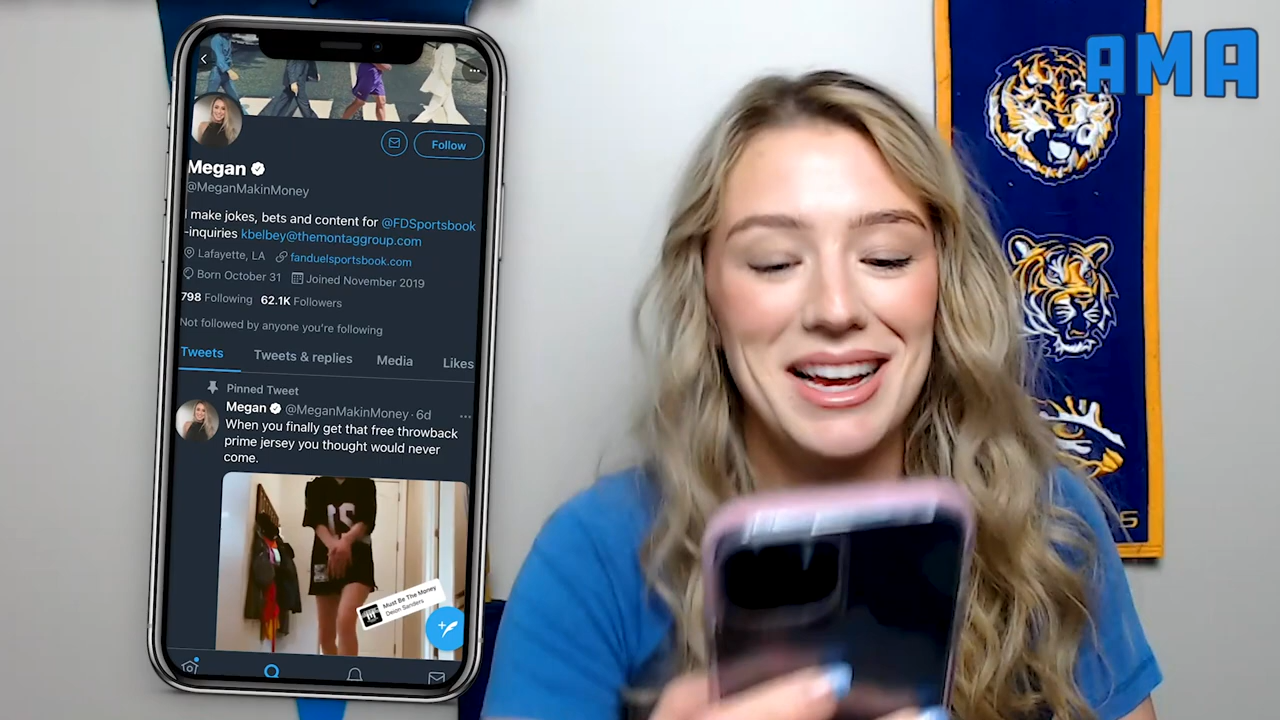 AMA
Follow
Megan
@MeganMakinMoney
I make jokes, bets and content for @FDSportsbook
-inquiries kbelbey@themontaggroup.com
Lafayette, LA fanduelsportsbook.com
Born October 31 Joined November 2019
798 Following 62.1K Followers
Not followed by anyone you're following
Tweets Tweets & replies Media Likes
Pinned Tweet
Megan @MeganMakinMoney · 6d
When you finally get that free throwback
prime jersey you thought would never
come.
Must Be The Money
Deion Sanders
S